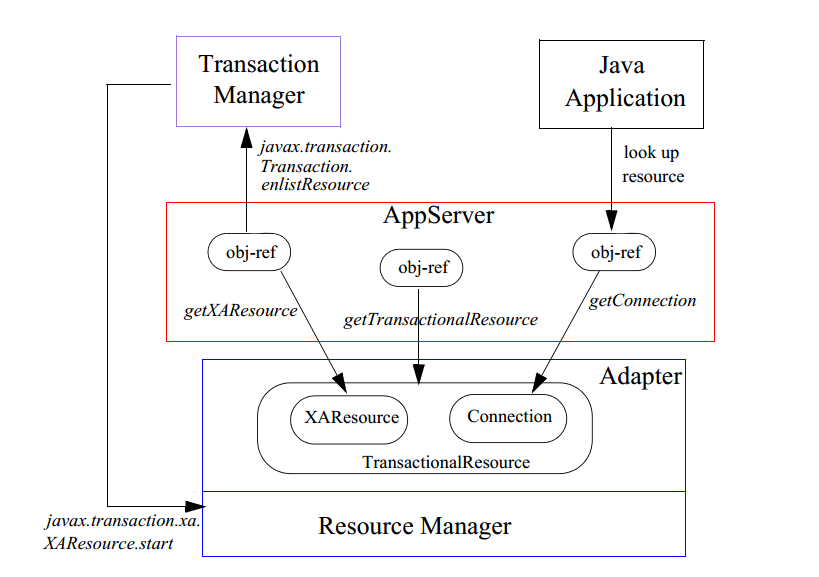 Transaction
Manager
Java
Application
javax.transaction.
Transaction.
enlistResource
look up
resource
AppServer
obj-ref
obj-ref
obj-ref
getXAResource
getTransactionalResource
getConnection
Adapter
XAResource
Connection
TransactionalResource
javax.transaction.xa.
XAResource.start
Resource Manager